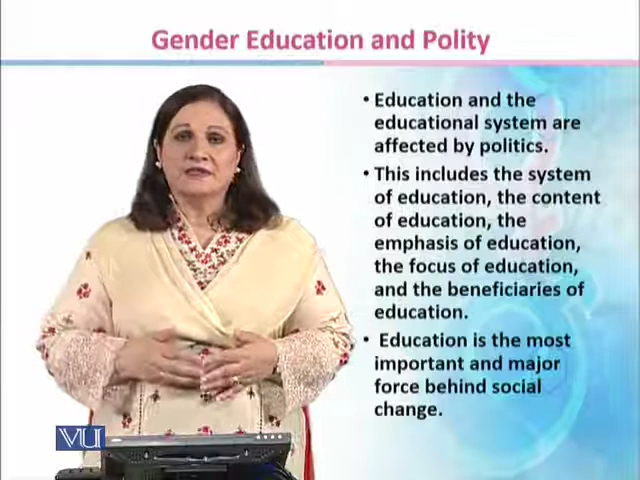 Gender Education and Polity
• Education and the
educational system are
affected by politics.
• This includes the system
of education, the content
of education, the
emphasis of education,
the focus of education,
and the beneficiaries of
education.
• Education is the most
important and major
force behind social
change.
VU